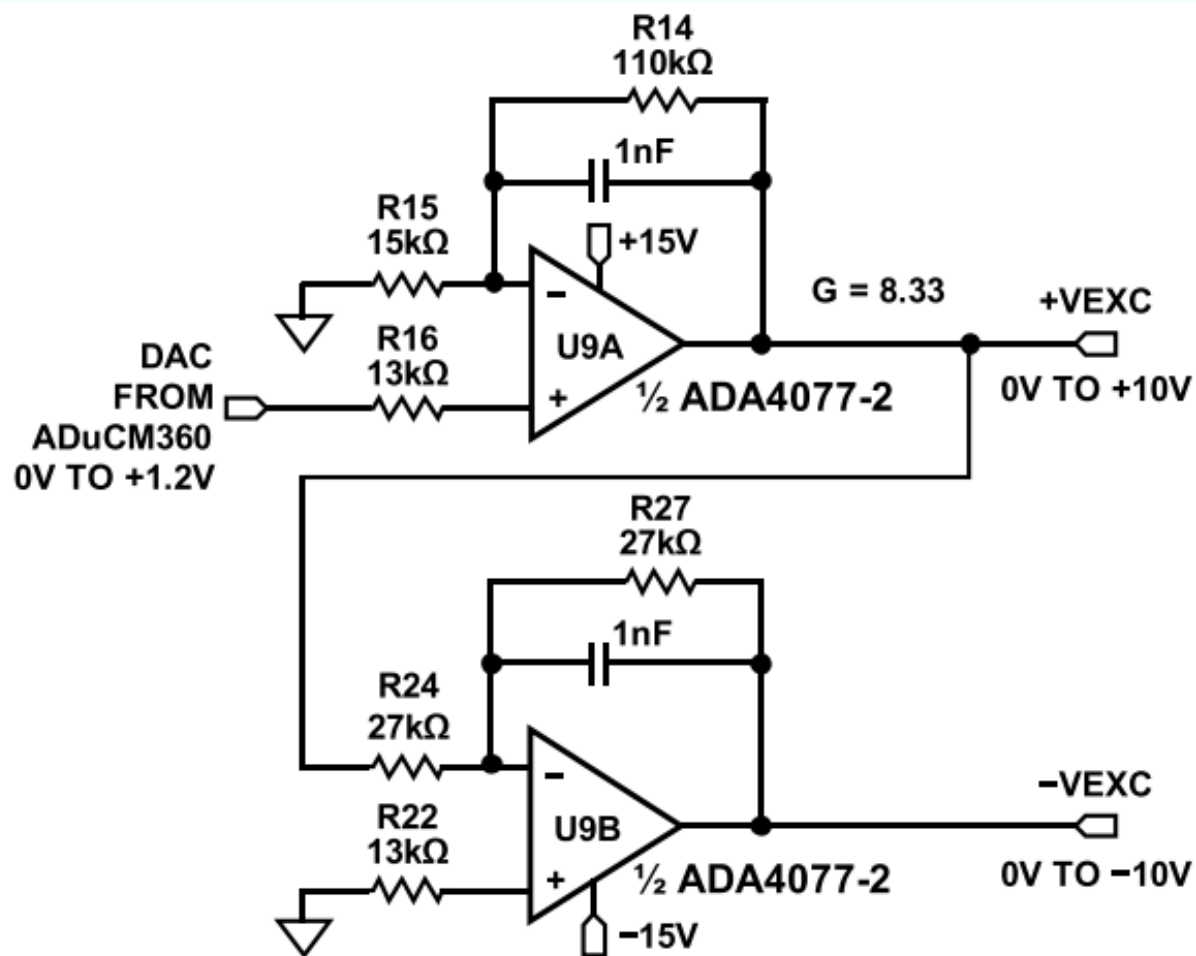 R14
110kΩ
1nF
R15
15kΩ
+15V
G = 8.33
+VEXC
−
U9A
R16
13kΩ
DAC
FROM
ADuCM360
0V TO +1.2V
+
½ ADA4077-2
0V TO +10V
R27
27kΩ
1nF
R24
27kΩ
−
−VEXC
U9B
R22
13kΩ
+
½ ADA4077-2
0V TO −10V
−15V